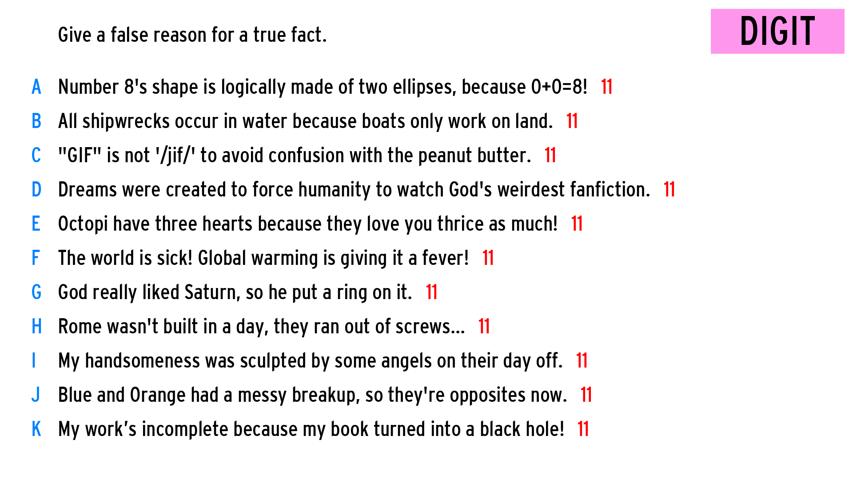 Give a false reason for a true fact.
DIGIT
A Number 8's shape is logically made of two ellipses, because 0+0=8! 11
B All shipwrecks occur in water because boats only work on land. 11
C "GIF" is not '/jif/' to avoid confusion with the peanut butter. 11
D Dreams were created to force humanity to watch God's weirdest fanfiction. 11
E Octopi have three hearts because they love you thrice as much! 11
F The world is sick! Global warming is giving it a fever! 11
G God really liked Saturn, so he put a ring on it. 11
H Rome wasn't built in a day, they ran out of screws... 11
I My handsomeness was sculpted by some angels on their day off. 11
J Blue and Orange had a messy breakup, so they're opposites now. 11
K My work’s incomplete because my book turned into a black hole! 11